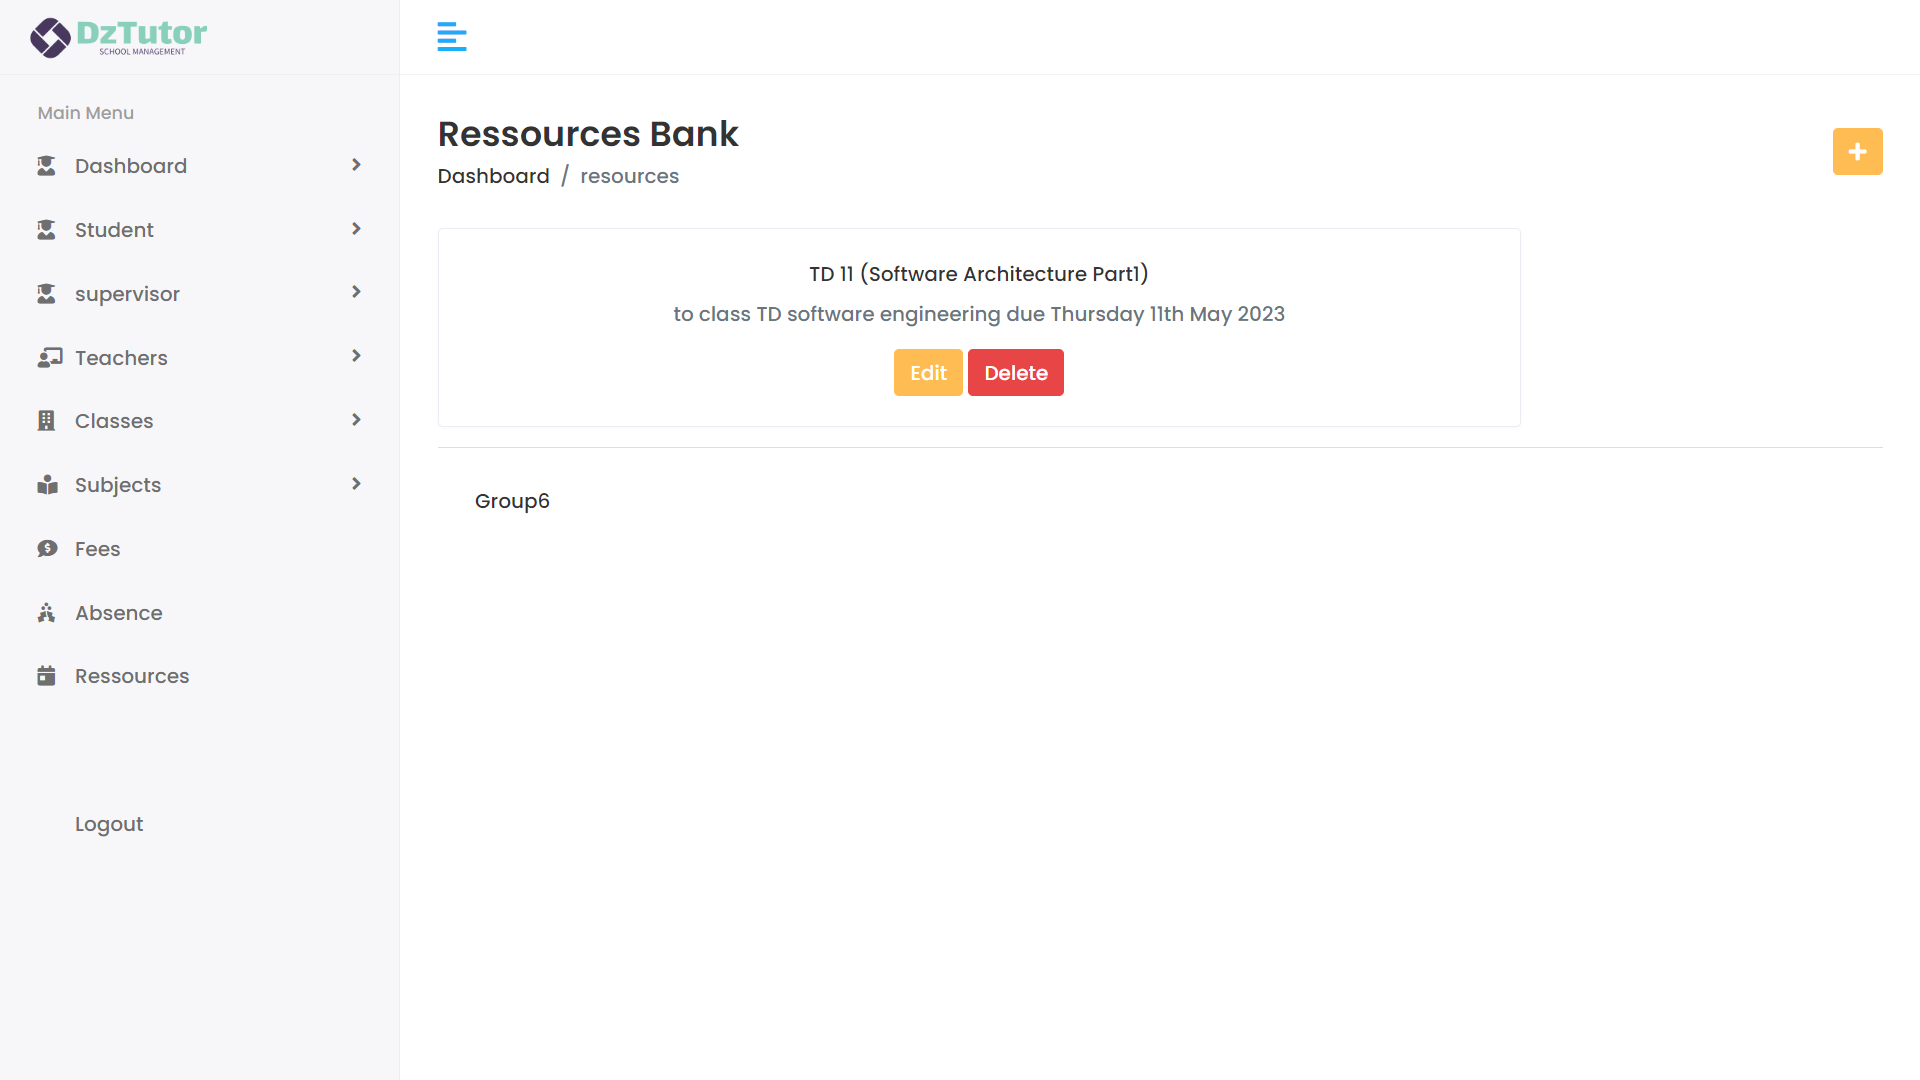 DzTutor
SCHOOL MANAGEMENT
Main Menu
Dashboard
Student
supervisor
Teachers
Classes
Subjects
Fees
Absence
Ressources
Logout
Ressources Bank
Dashboard / resources
TD 11 (Software Architecture Part1)
to class TD software engineering due Thursday 11th May 2023
Edit Delete
Group6